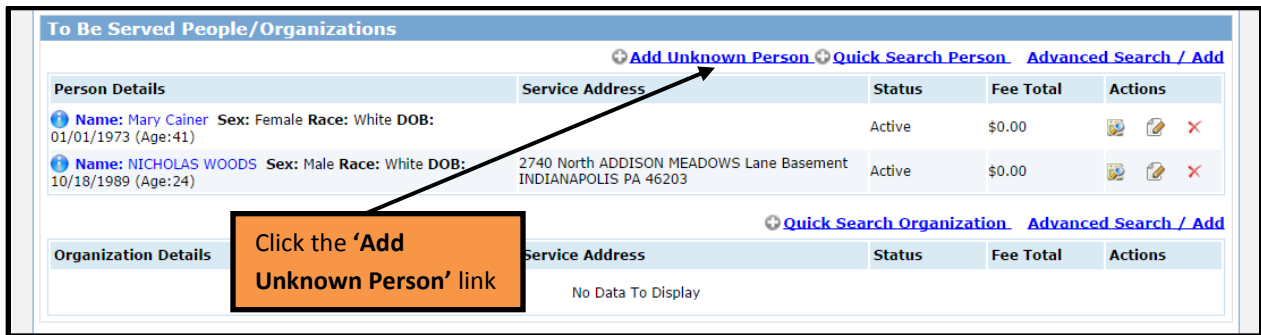 To Be Served People/Organizations
Add Unknown Person Quick Search Person Advanced Search / Add
Person Details Service Address Status Fee Total Actions
Name: Mary Cainer Sex: Female Race: White DOB:
01/01/1973 (Age:41) Active $0.00
Name: NICHOLAS WOODS Sex: Male Race: White DOB:
10/18/1989 (Age:24)
2740 North ADDISON MEADOWS Lane Basement
INDIANAPOLIS PA 46203
Active $0.00
Quick Search Organization Advanced Search / Add
Organization Details Service Address Status Fee Total Actions
No Data To Display
Click the ‘Add
Unknown Person’ link